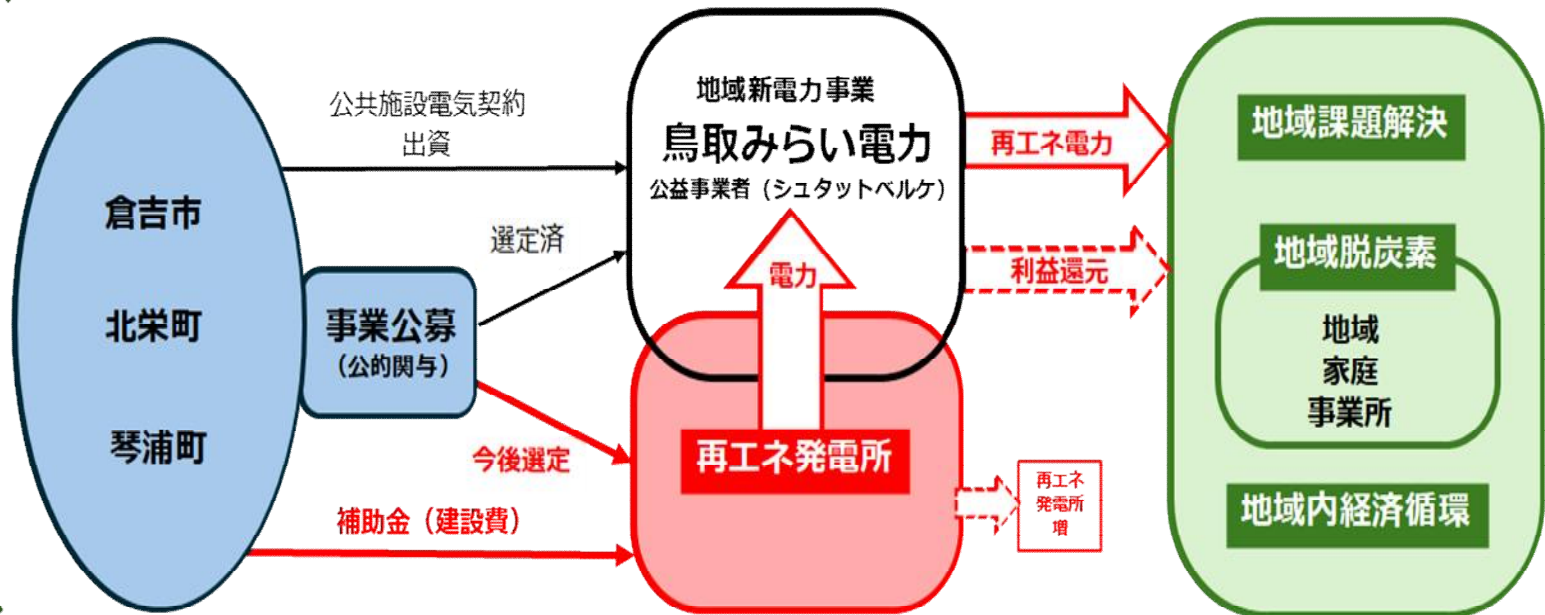 倉吉市
北栄町
琴浦町
事業公募
（公的関与）
公共施設電気契約
出資
選定済
今後選定
補助金（建設費）
地域新電力事業
鳥取みらい電力
公益事業者（シュタットベルケ）
電力
再エネ発電所
再エネ電力
利益還元
再エネ
発電所
増
地域課題解決
地域脱炭素
地域
家庭
事業所
地域内経済循環